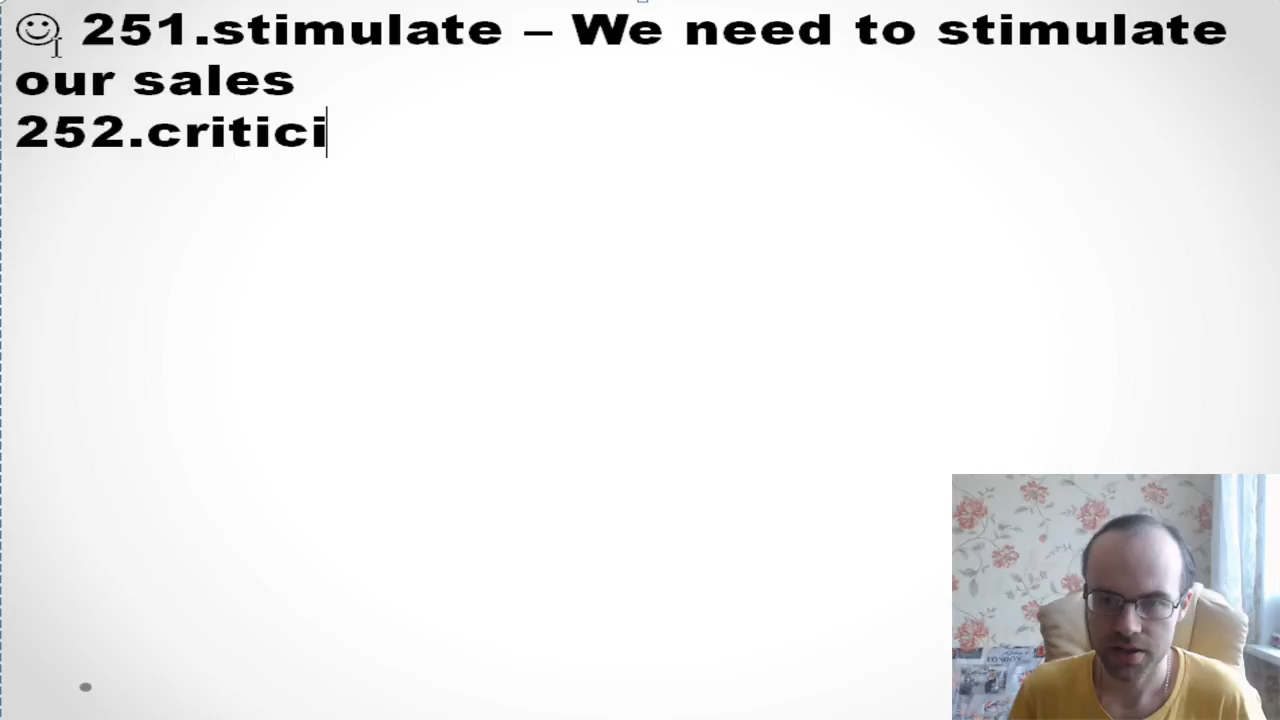 ☺ 251.stimulate – We need to stimulate
our sales
252.critici